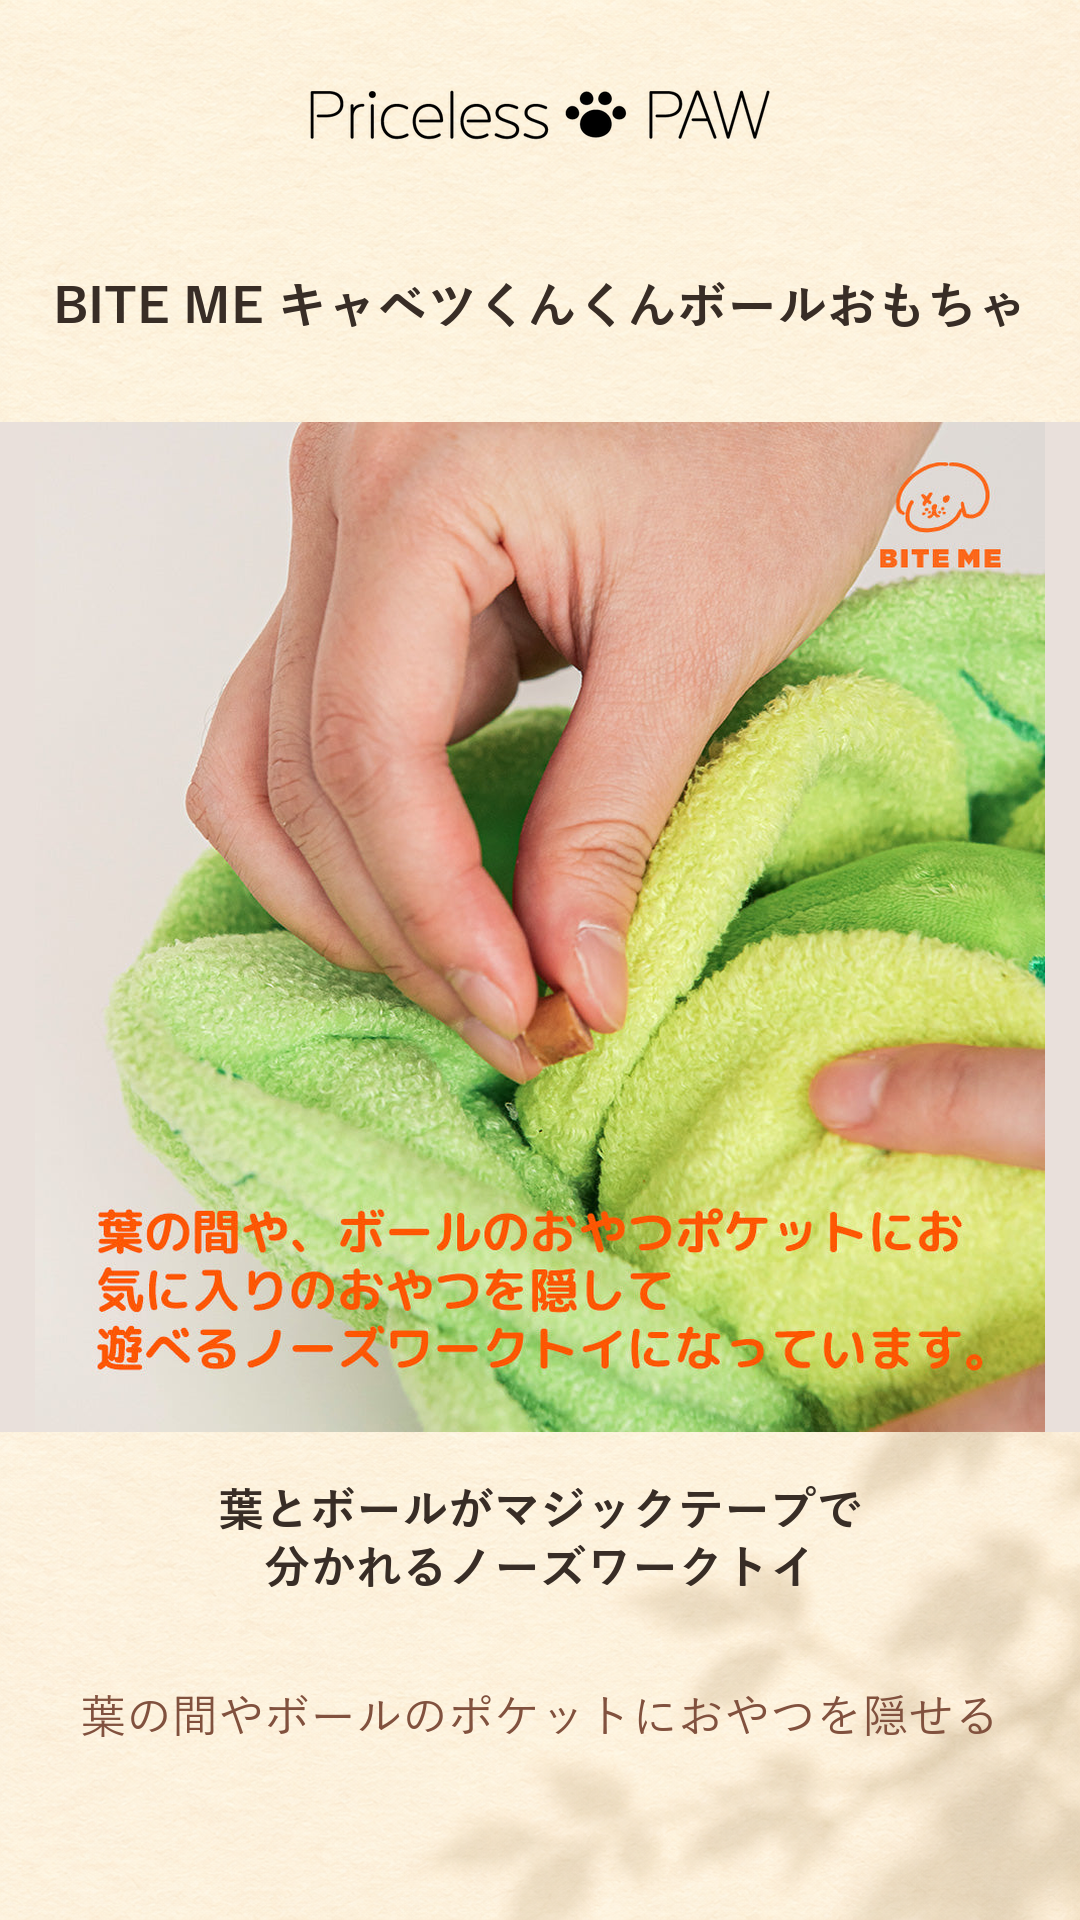 Priceless PAW
BITE ME キャベツくんくんボールおもちゃ
BITE ME
葉の間や、ボールのおやつポケットにお
気に入りのおやつを隠して
遊べるノーズワークトイになっています。
葉とボールがマジックテープで
分かれるノーズワークトイ
葉の間やボールのポケットにおやつを隠せる